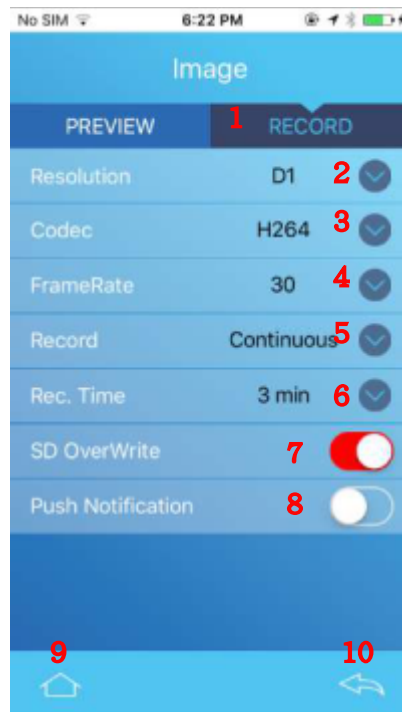 No SIM 6:22 PM
Image
PREVIEW 1 RECORD
Resolution D1 2
Codec H264 3
FrameRate 30 4
Record Continuous 5
Rec. Time 3 min 6
SD OverWrite 7
Push Notification 8
9 10